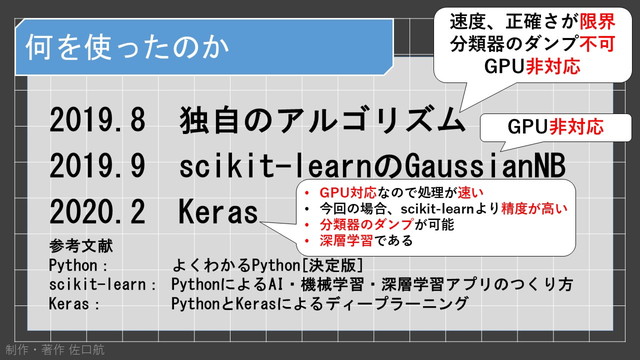 何を使ったのか
速度、正確さが限界
分類器のダンプ不可
GPU非対応
2019.8 独自のアルゴリズム
GPU非対応
2019.9 scikit-learnのGaussianNB
2020.2 Keras
• GPU対応なので処理が速い
• 今回の場合、scikit-learnより精度が高い
• 分類器のダンプが可能
• 深層学習である
参考文献
Python： よくわかるPython[決定版]
scikit-learn： PythonによるAI・機械学習・深層学習アプリのつくり方
Keras： PythonとKerasによるディープラーニング
制作・著作 佐口航